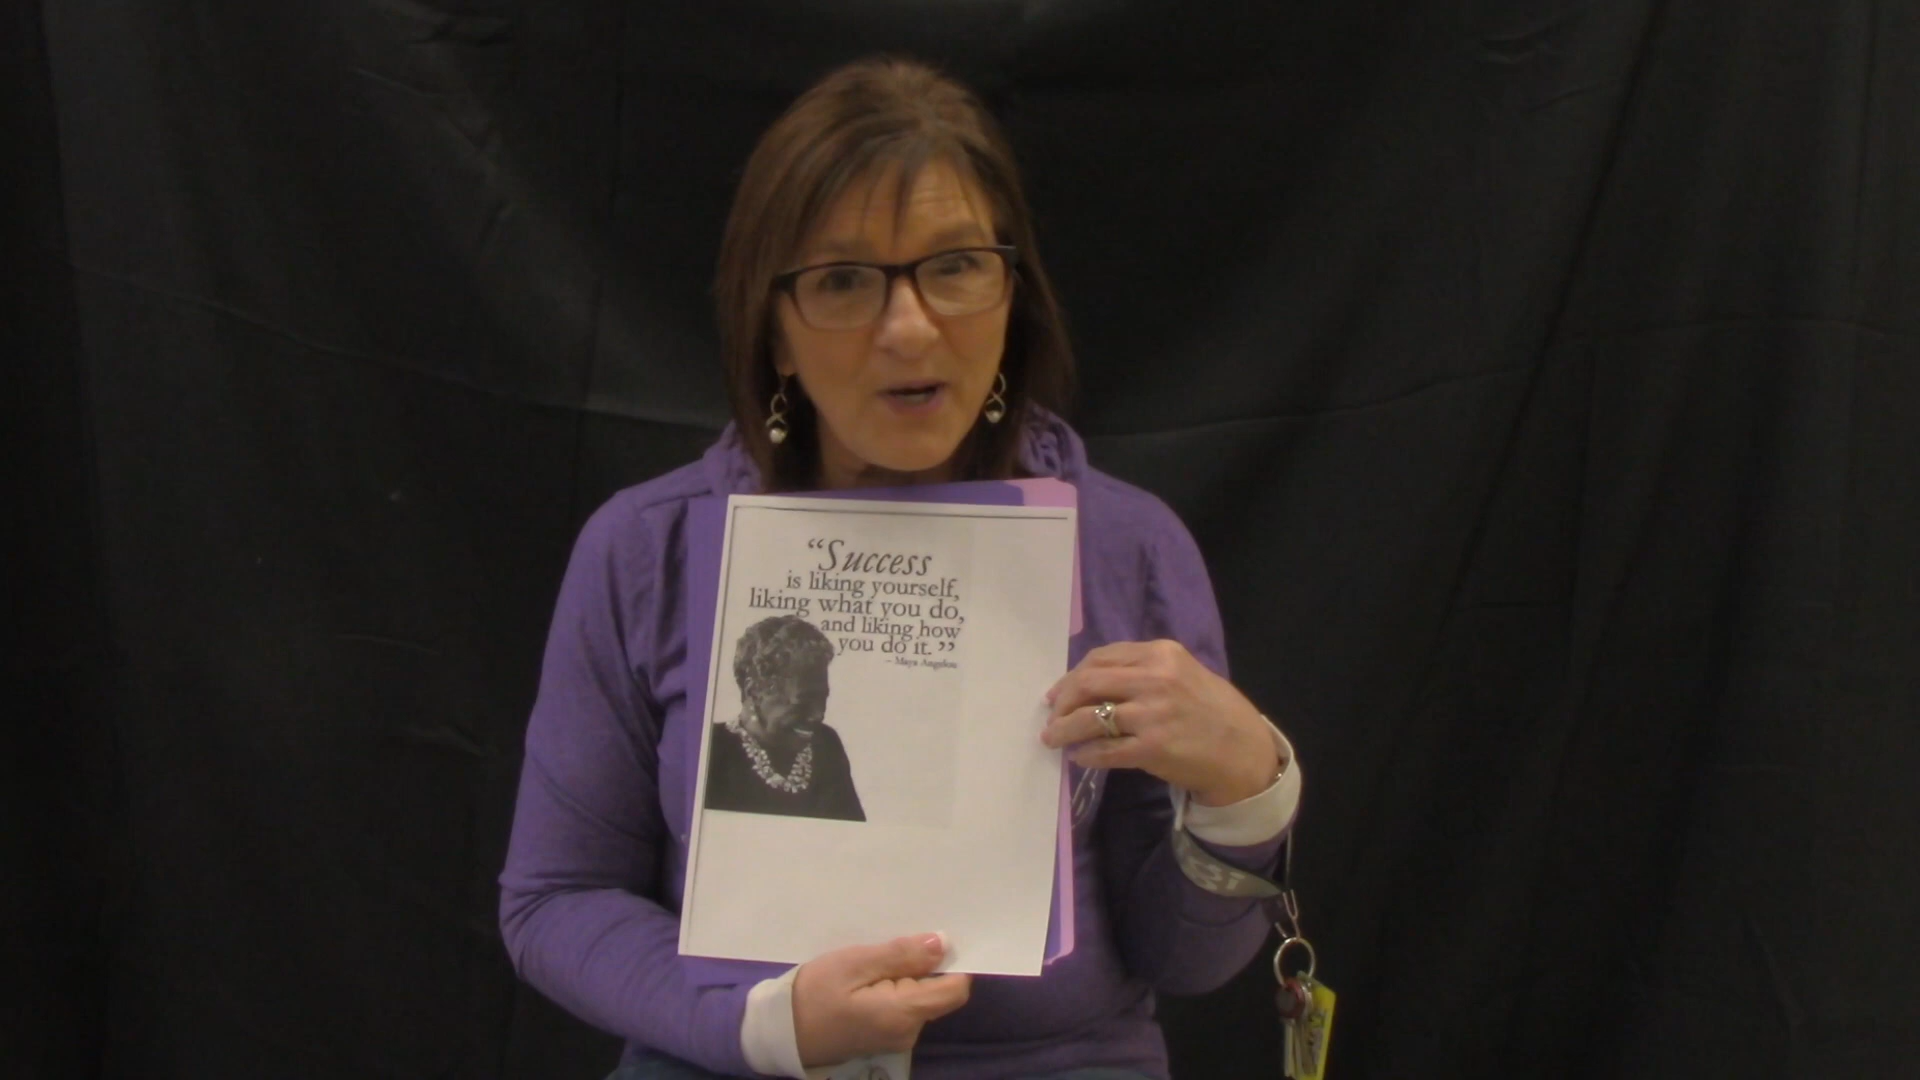 “Success
is liking yourself,
liking what you do,
and liking how
you do it.”
— Maya Angelou